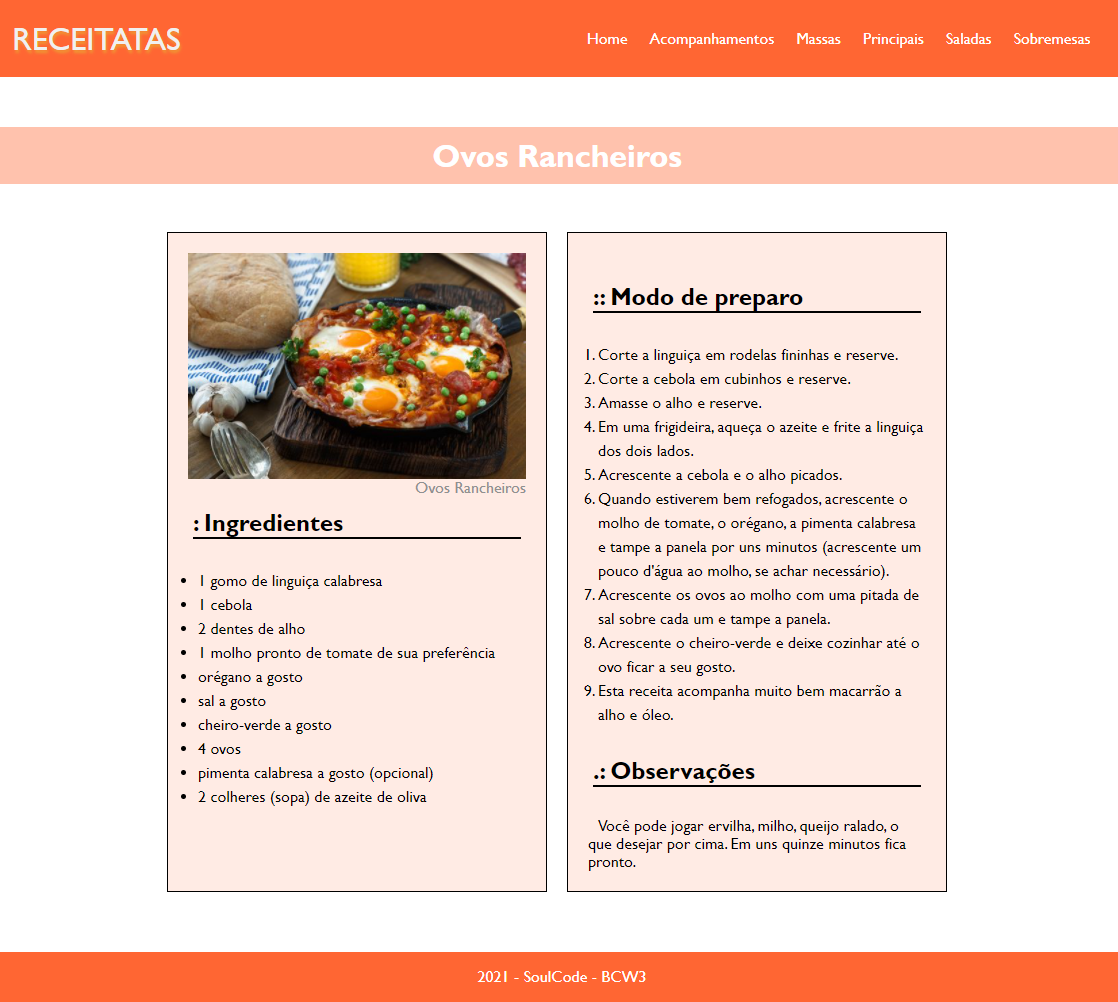 RECEITATAS
Home Acompanhamentos Massas Principais Saladas Sobremesas
Ovos Rancheiros
Ovos Rancheiros
: Ingredientes
• 1 gomo de linguiça calabresa
• 1 cebola
• 2 dentes de alho
• 1 molho pronto de tomate de sua preferência
• orégano a gosto
• sal a gosto
• cheiro-verde a gosto
• 4 ovos
• pimenta calabresa a gosto (opcional)
• 2 colheres (sopa) de azeite de oliva
:: Modo de preparo
1. Corte a linguiça em rodelas fininhas e reserve.
2. Corte a cebola em cubinhos e reserve.
3. Amasse o alho e reserve.
4. Em uma frigideira, aqueça o azeite e frite a linguiça
dos dois lados.
5. Acrescente a cebola e o alho picados.
6. Quando estiverem bem refogados, acrescente o
molho de tomate, o orégano, a pimenta calabresa
e tampe a panela por uns minutos (acrescente um
pouco d'água ao molho, se achar necessário).
7. Acrescente os ovos ao molho com uma pitada de
sal sobre cada um e tampe a panela.
8. Acrescente o cheiro-verde e deixe cozinhar até o
ovo ficar a seu gosto.
9. Esta receita acompanha muito bem macarrão a
alho e óleo.
.: Observações
Você pode jogar ervilha, milho, queijo ralado, o
que desejar por cima. Em uns quinze minutos fica
pronto.
2021 - SoulCode - BCW3